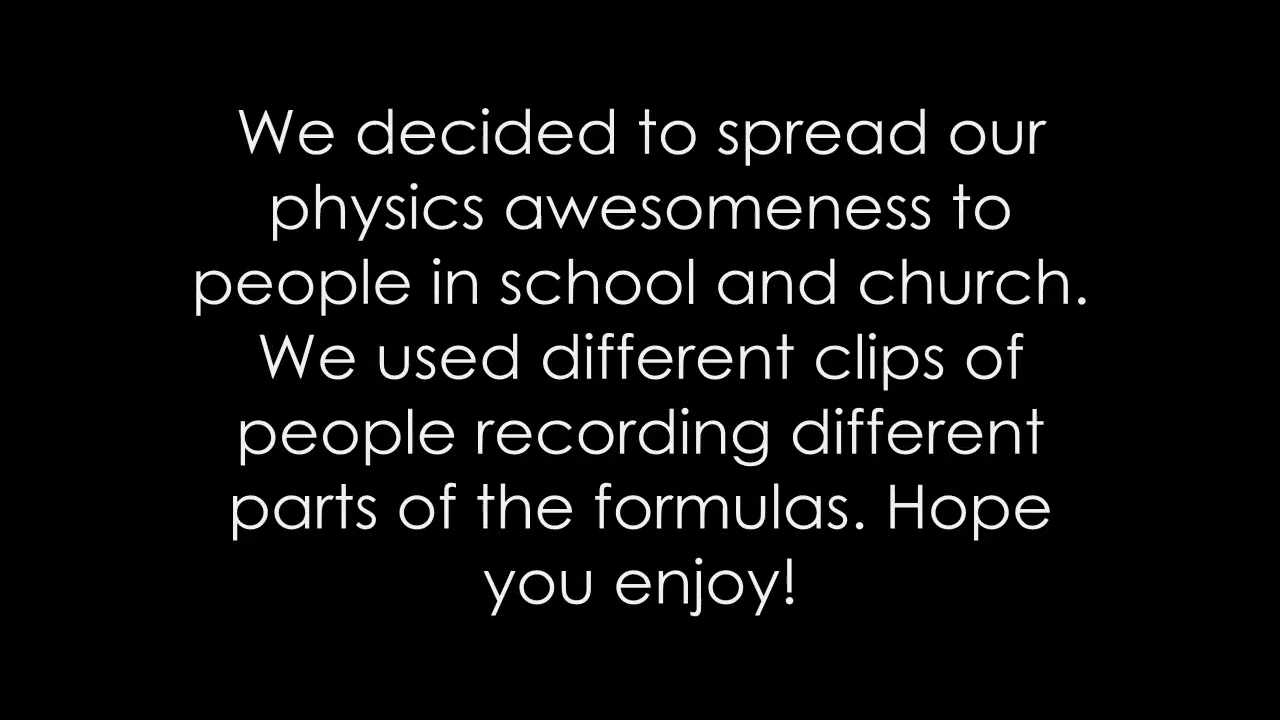 We decided to spread our
physics awesomeness to
people in school and church.
We used different clips of
people recording different
parts of the formulas. Hope
you enjoy!